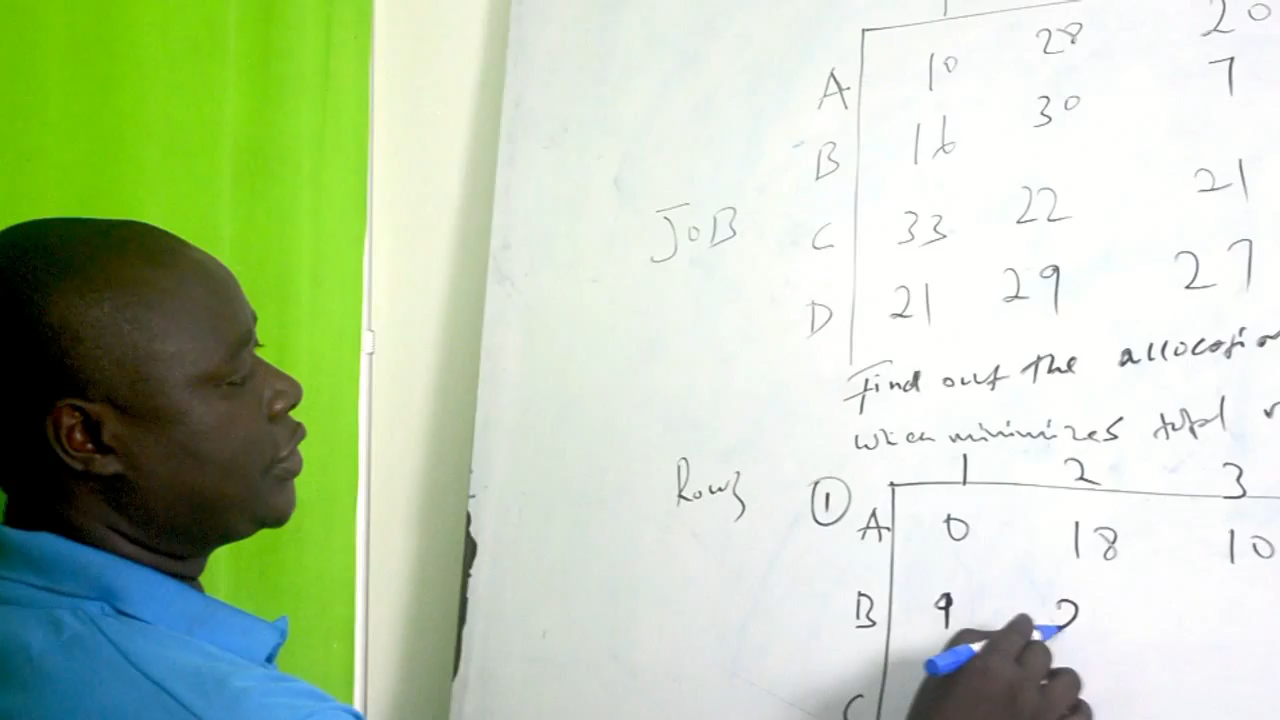 A 10 28 20
B 16 30 7
JOB C 33 22 21
D 21 29 27
Find out the
which minimizes total
1 2 3
Rows ① A 0 18 10
B 9 2
C